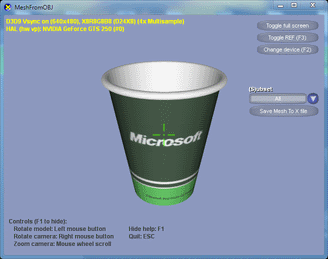 MeshFromOBJ
D3D9 Vsync on (640x480), X8R8G8B8 (D24X8) (4x Multisample)
HAL (hw vp): NVIDIA GeForce GTS 250
Toggle full screen
Toggle REF (F3)
Change device (F2)
(S)ubset
All
Save Mesh To X file
Microsoft
Controls (F1 to hide):
Rotate model: Left mouse button
Hide help: F1
Rotate camera: Right mouse button
Quit: ESC
Zoom camera: Mouse wheel scroll